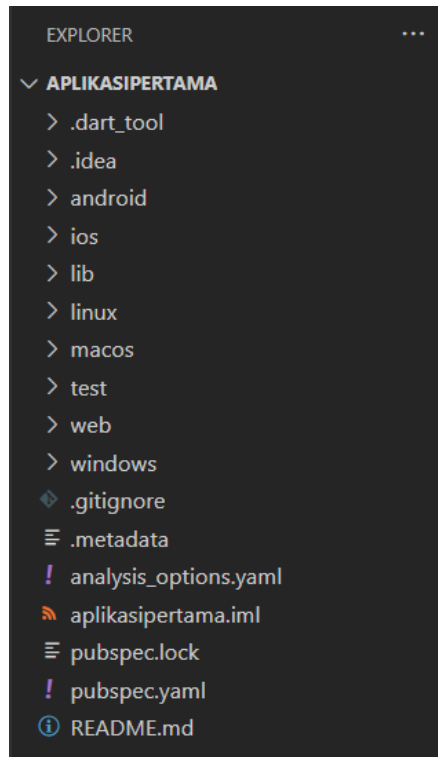 EXPLORER
APLIKASIPERTAMA
.dart_tool
.idea
android
ios
lib
linux
macos
test
web
windows
.gitignore
.metadata
analysis_options.yaml
aplikasipertama.iml
pubspec.lock
pubspec.yaml
README.md